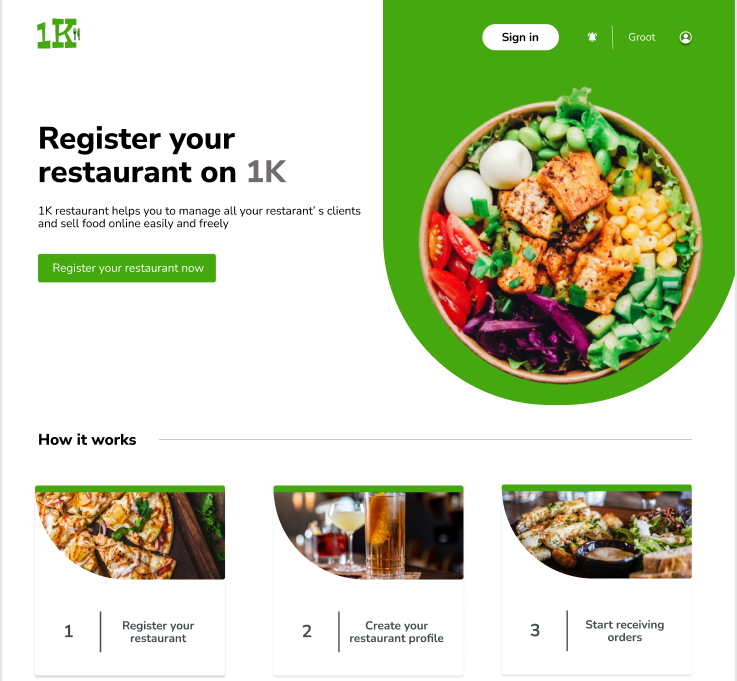 1K
Sign in
Groot
Register your
restaurant on 1K
1K restaurant helps you to manage all your restarant’ s clients
and sell food online easily and freely
Register your restaurant now
How it works
1
Register your
restaurant
2
Create your
restaurant profile
3
Start receiving
orders